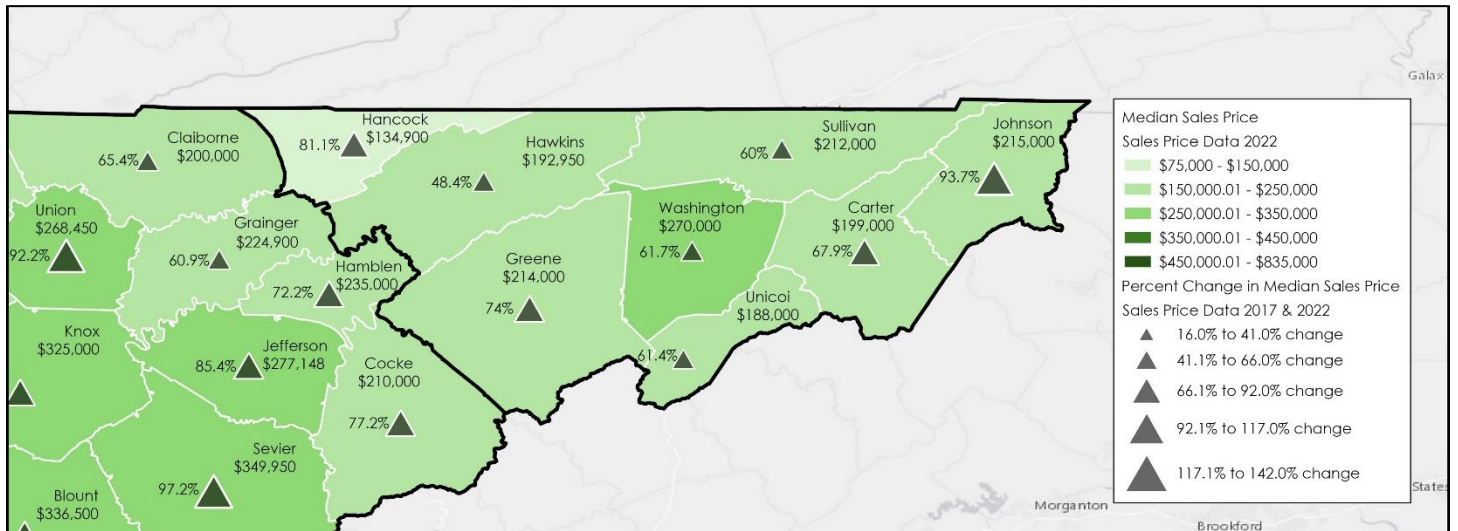 Galax
Hancock
$134,900
81.1%
Claiborne
$200,000
65.4%
Hawkins
$192,950
48.4%
Sullivan
$212,000
60%
Johnson
$215,000
93.7%
Union
$268,450
92.2%
Grainger
$224,900
60.9%
Hamblen
$235,000
72.2%
Greene
$214,000
74%
Washington
$270,000
61.7%
Carter
$199,000
67.9%
Unicoi
$188,000
61.4%
Knox
$325,000
Jefferson
$277,148
85.4%
Cocke
$210,000
77.2%
Sevier
$349,950
97.2%
Blount
$336,500
Median Sales Price
Sales Price Data 2022
$75,000 - $150,000
$150,000.01 - $250,000
$250,000.01 - $350,000
$350,000.01 - $450,000
$450,000.01 - $835,000
Percent Change in Median Sales Price
Sales Price Data 2017 & 2022
16.0% to 41.0% change
41.1% to 66.0% change
66.1% to 92.0% change
92.1% to 117.0% change
117.1% to 142.0% change
Morganton
States
Brookford